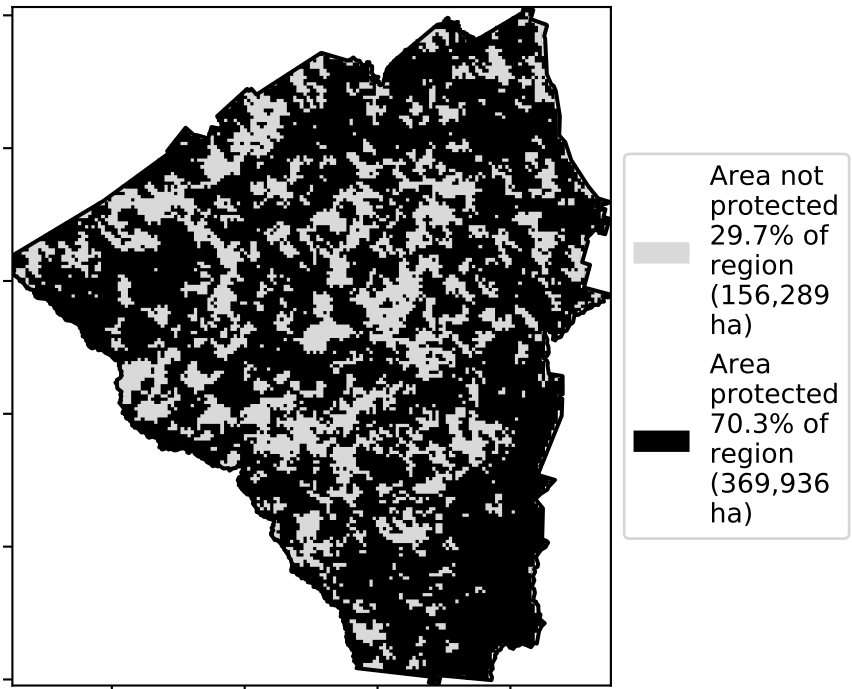 Area not
protected
29.7% of
region
(156,289
ha)
Area
protected
70.3% of
region
(369,936
ha)